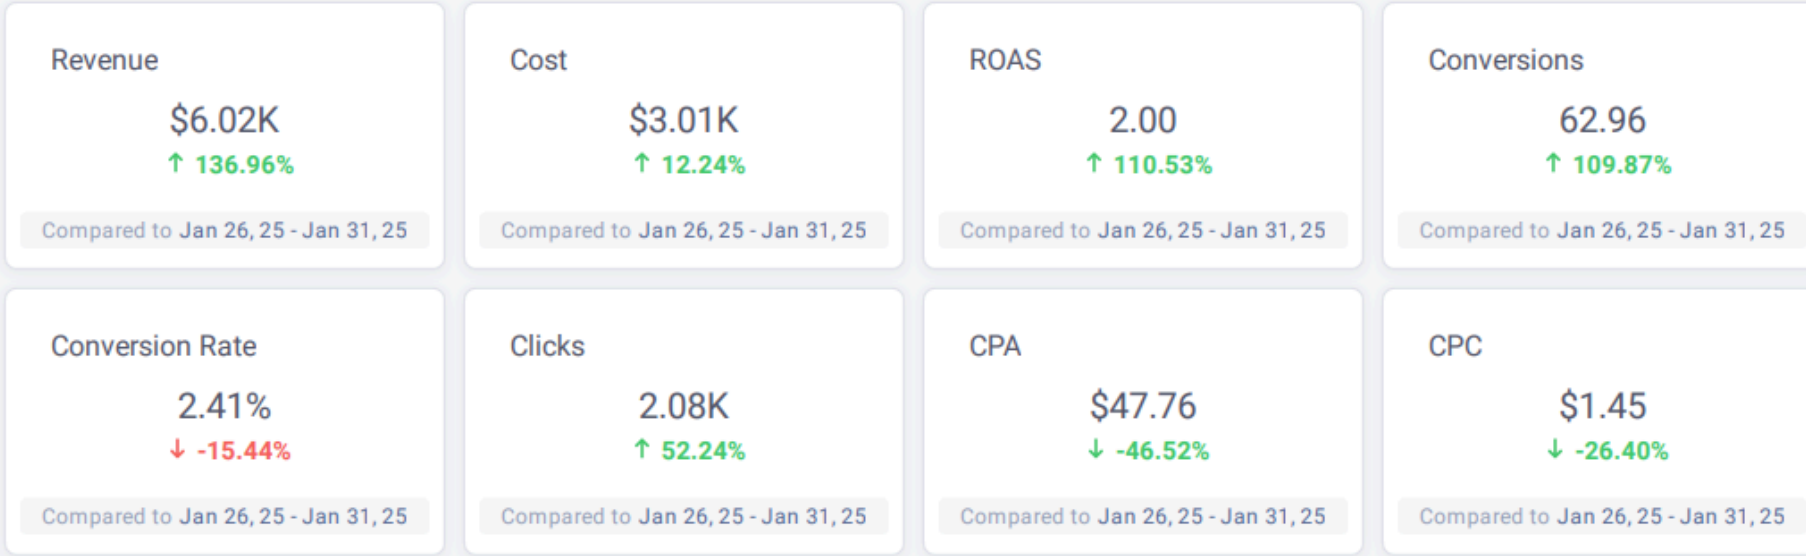 Revenue
$6.02K
↑ 136.96%
Compared to Jan 26, 25 - Jan 31, 25
Cost
$3.01K
↑ 12.24%
Compared to Jan 26, 25 - Jan 31, 25
ROAS
2.00
↑ 110.53%
Compared to Jan 26, 25 - Jan 31, 25
Conversions
62.96
↑ 109.87%
Compared to Jan 26, 25 - Jan 31, 25
Conversion Rate
2.41%
↓ -15.44%
Compared to Jan 26, 25 - Jan 31, 25
Clicks
2.08K
↑ 52.24%
Compared to Jan 26, 25 - Jan 31, 25
CPA
$47.76
↓ -46.52%
Compared to Jan 26, 25 - Jan 31, 25
CPC
$1.45
↓ -26.40%
Compared to Jan 26, 25 - Jan 31, 25